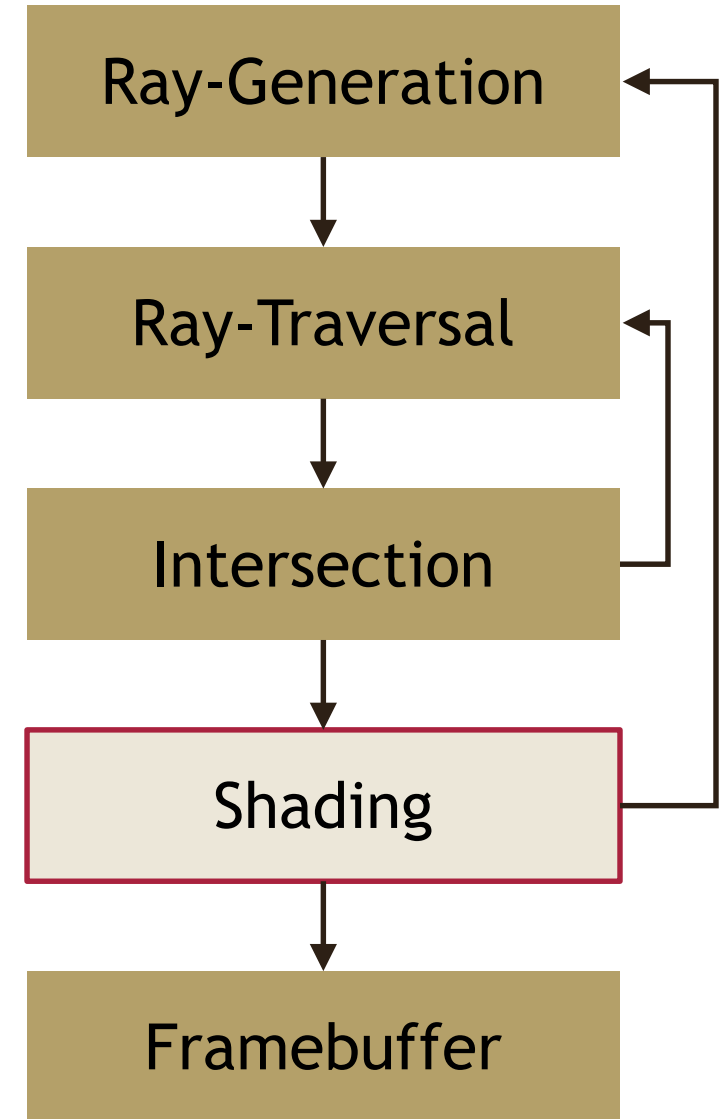 Ray-Generation
Ray-Traversal
Intersection
Shading
Framebuffer